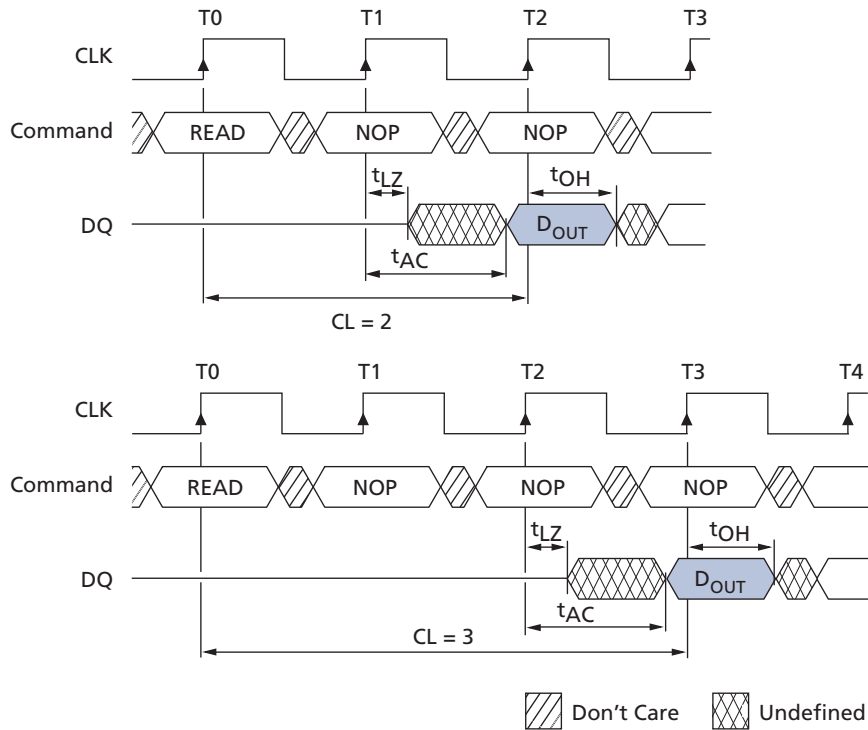 T0 T1 T2 T3
CLK
Command READ NOP NOP
tLZ tOH
DQ DOUT
tAC
CL = 2
T0 T1 T2 T3 T4
CLK
Command READ NOP NOP NOP
tLZ tOH
DQ DOUT
tAC
CL = 3
Don't Care Undefined